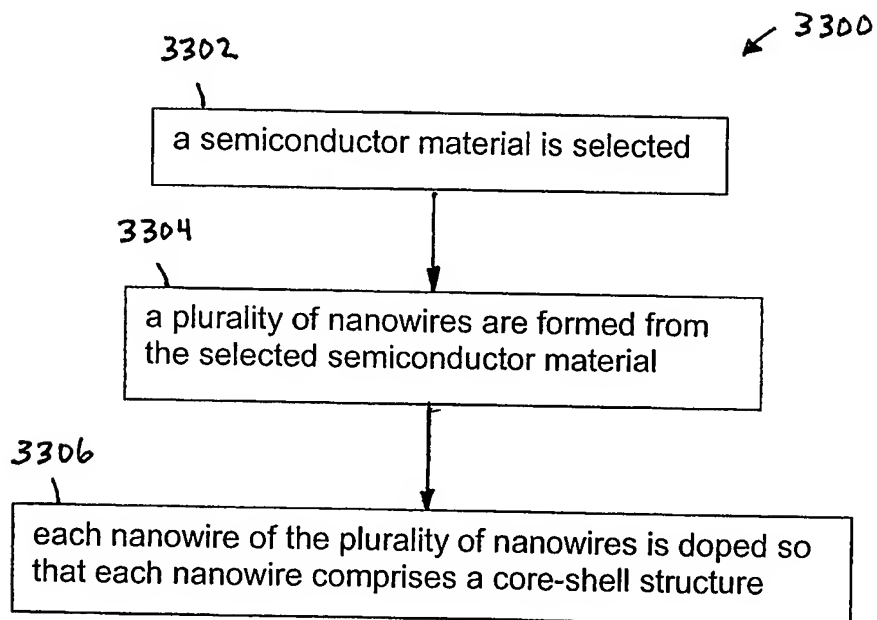 3300
3302
a semiconductor material is selected
3304
a plurality of nanowires are formed from
the selected semiconductor material
3306
each nanowire of the plurality of nanowires is doped so
that each nanowire comprises a core-shell structure